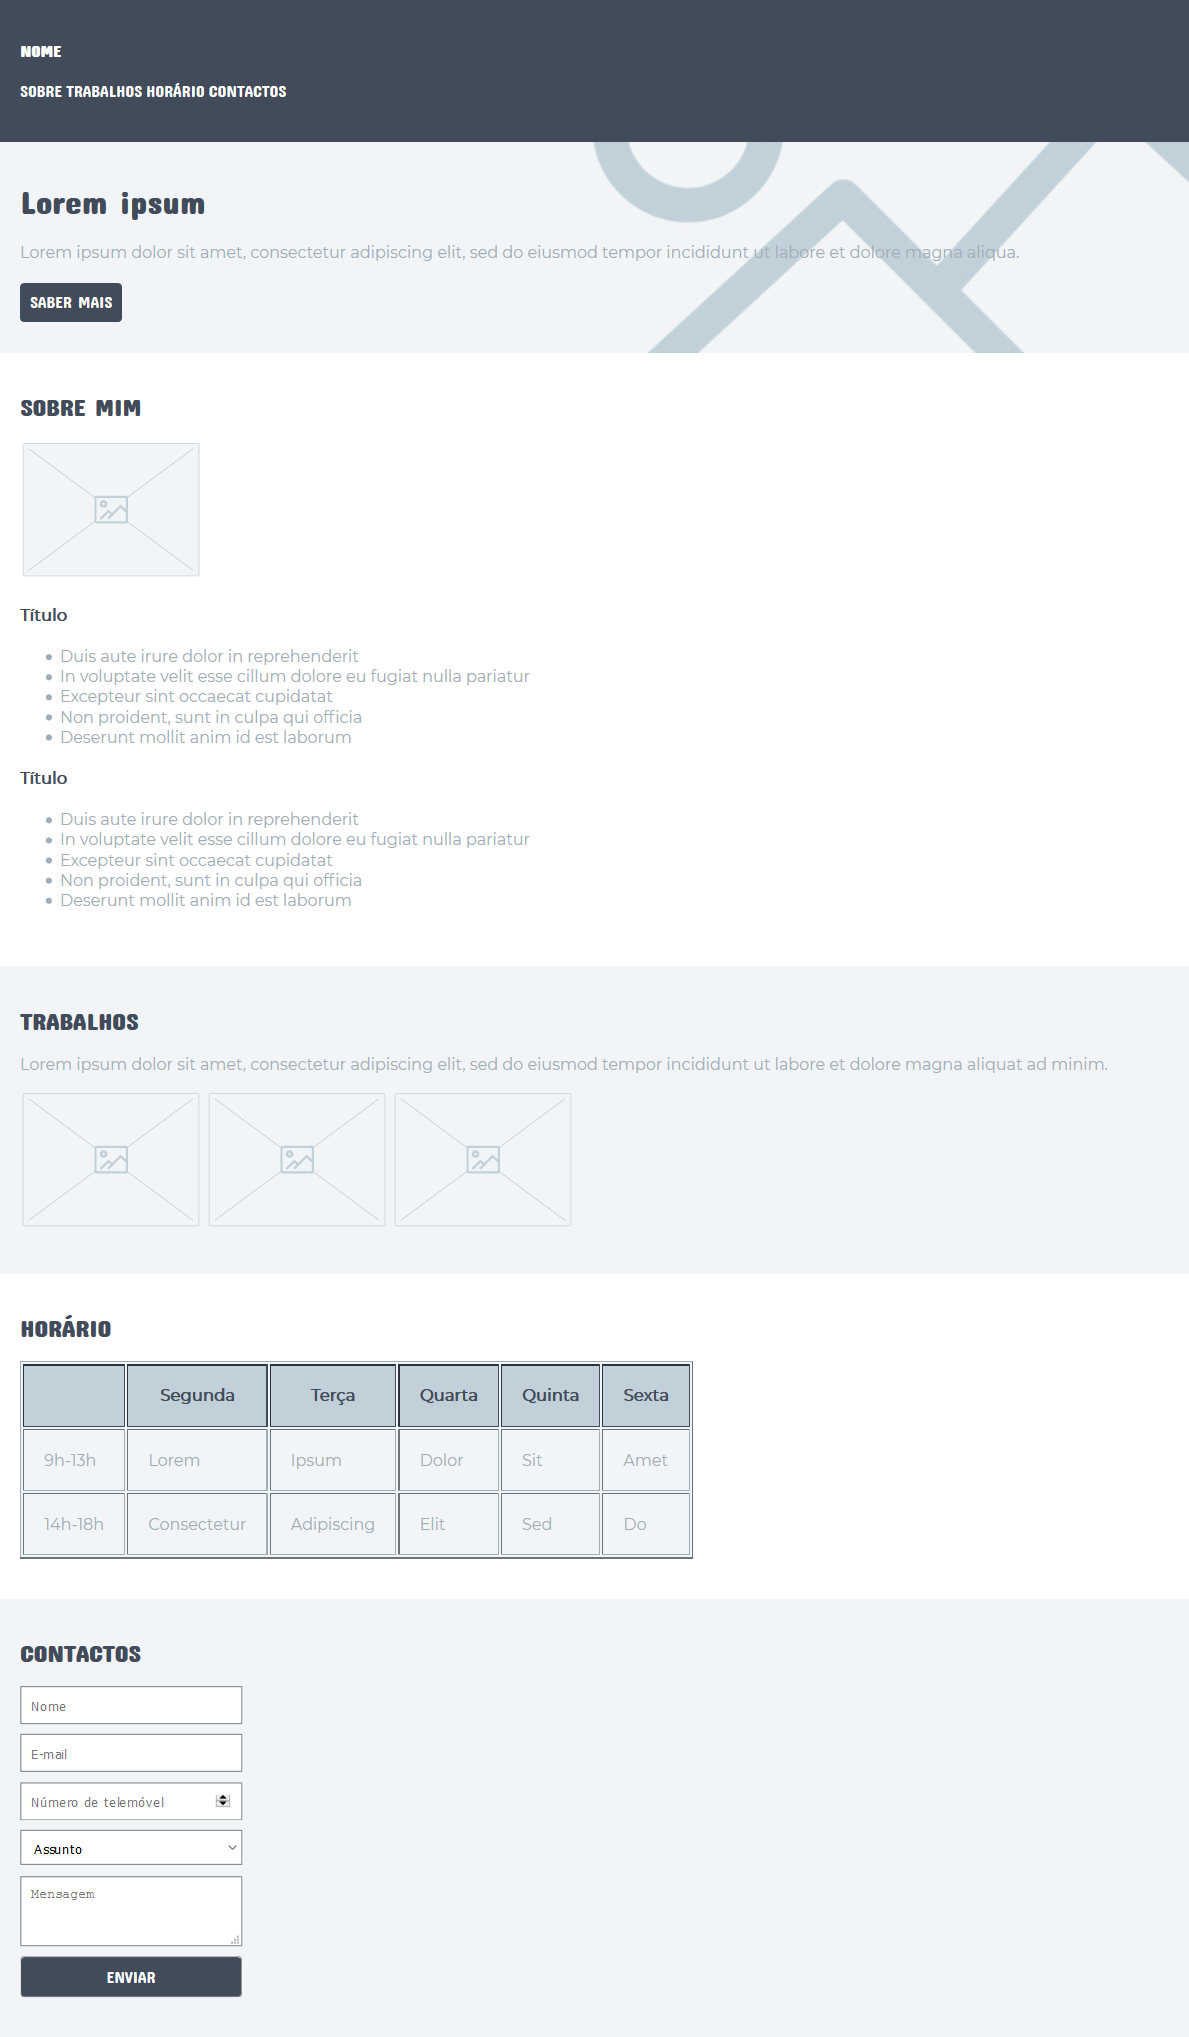 NOME
SOBRE TRABALHOS HORÁRIO CONTACTOS
Lorem ipsum
Lorem ipsum dolor sit amet, consectetur adipiscing elit, sed do eiusmod tempor incididunt ut labore et dolore magna aliqua.
SABER MAIS
SOBRE MIM
Título
Duis aute irure dolor in reprehenderit
In voluptate velit esse cillum dolore eu fugiat nulla pariatur
Excepteur sint occaecat cupidatat
Non proident, sunt in culpa qui officia
Deserunt mollit anim id est laborum
Título
Duis aute irure dolor in reprehenderit
In voluptate velit esse cillum dolore eu fugiat nulla pariatur
Excepteur sint occaecat cupidatat
Non proident, sunt in culpa qui officia
Deserunt mollit anim id est laborum
TRABALHOS
Lorem ipsum dolor sit amet, consectetur adipiscing elit, sed do eiusmod tempor incididunt ut labore et dolore magna aliquat ad minim.
HORÁRIO
Segunda Terça Quarta Quinta Sexta
9h-13h Lorem Ipsum Dolor Sit Amet
14h-18h Consectetur Adipiscing Elit Sed Do
CONTACTOS
Nome
E-mail
Número de telemóvel
Assunto
Mensagem
ENVIAR